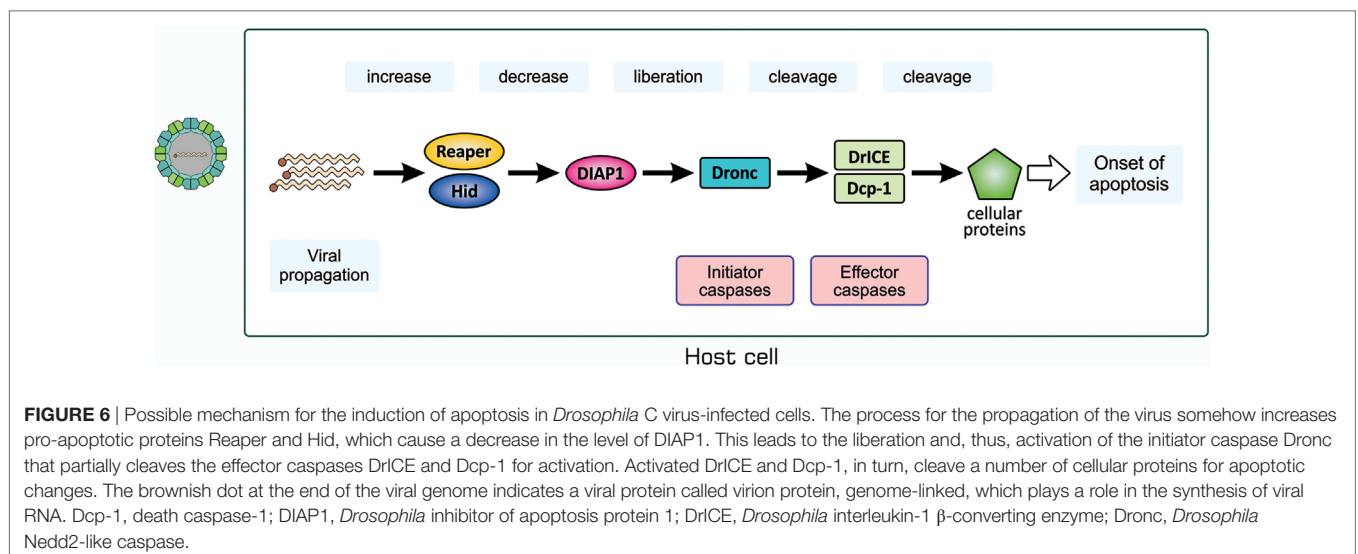 increase decrease liberation cleavage cleavage
Reaper
Hid
DIAP1
Dronc
DrICE
Dcp-1
cellular
proteins
Onset of
apoptosis
Viral
propagation
Initiator
caspases
Effector
caspases
Host cell
FIGURE 6 | Possible mechanism for the induction of apoptosis in Drosophila C virus-infected cells. The process for the propagation of the virus somehow increases
pro-apoptotic proteins Reaper and Hid, which cause a decrease in the level of DIAP1. This leads to the liberation and, thus, activation of the initiator caspase Dronc
that partially cleaves the effector caspases DrICE and Dcp-1 for activation. Activated DrICE and Dcp-1, in turn, cleave a number of cellular proteins for apoptotic
changes. The brownish dot at the end of the viral genome indicates a viral protein called virion protein, genome-linked, which plays a role in the synthesis of viral
RNA. Dcp-1, death caspase-1; DIAP1, Drosophila inhibitor of apoptosis protein 1; DrICE, Drosophila interleukin-1 β-converting enzyme; Dronc, Drosophila
Nedd2-like caspase.